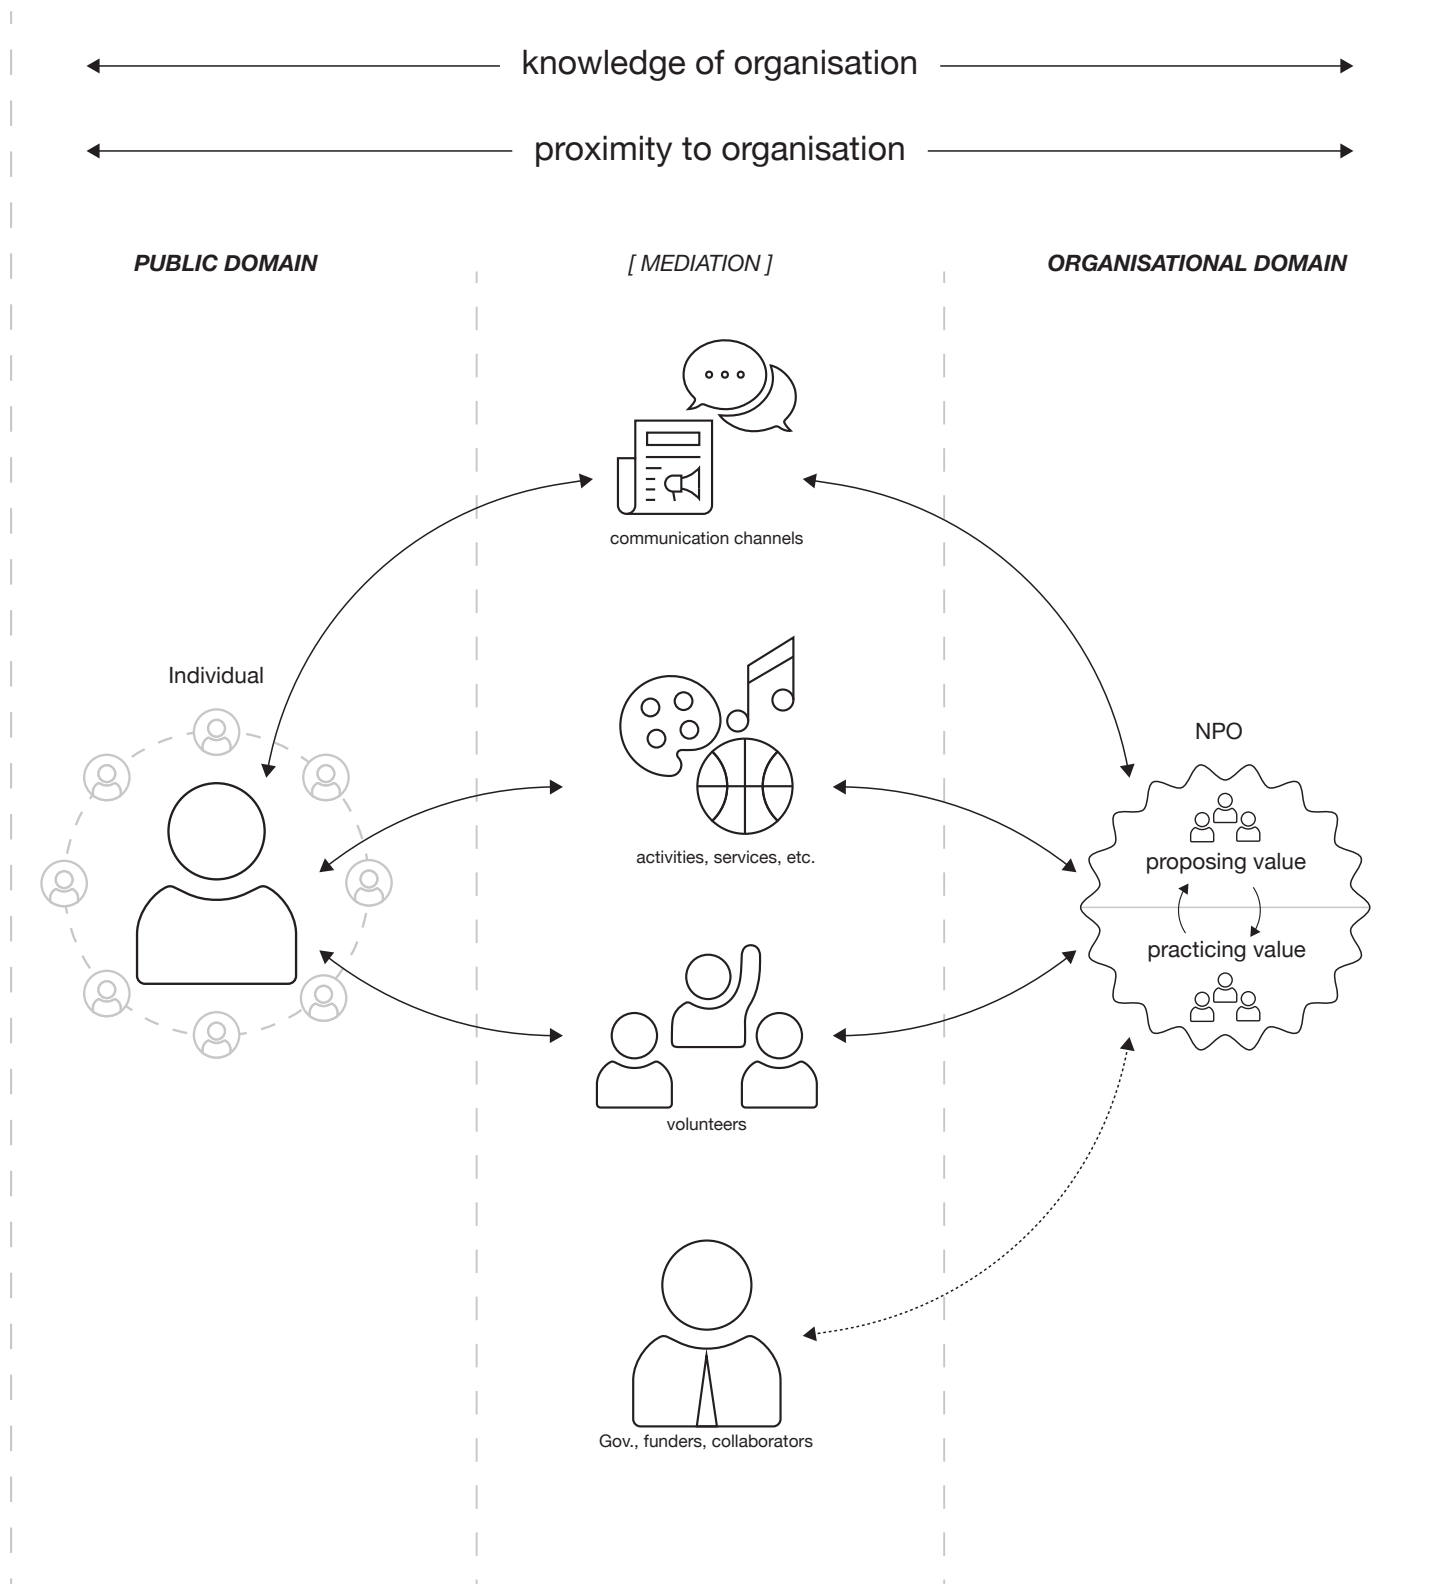 knowledge of organisation
proximity to organisation
PUBLIC DOMAIN
[ MEDIATION ]
ORGANISATIONAL DOMAIN
communication channels
Individual
NPO
activities, services, etc.
proposing value
practicing value
volunteers
Gov., funders, collaborators